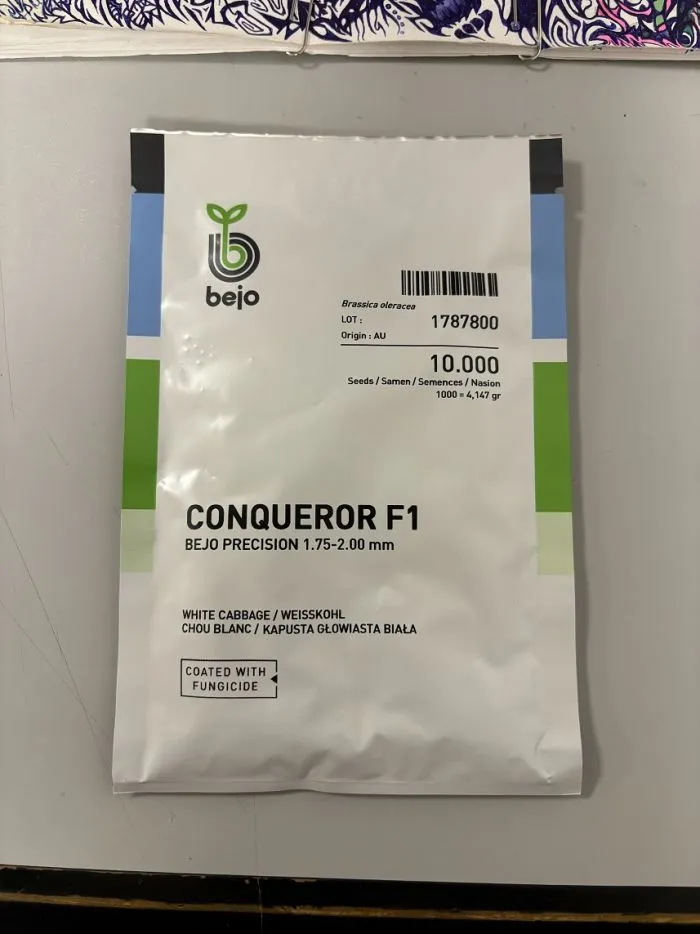 bejo
Brassica oleracea
LOT : 1787800
Origin : AU
10.000
Seeds / Samen / Semences / Nasion
1000 = 4,147 gr
CONQUEROR F1
BEJO PRECISION 1.75-2.00 mm
WHITE CABBAGE / WEISSKOHL
CHOU BLANC / KAPUSTA GŁOWIASTA BIAŁA
COATED WITH
FUNGICIDE